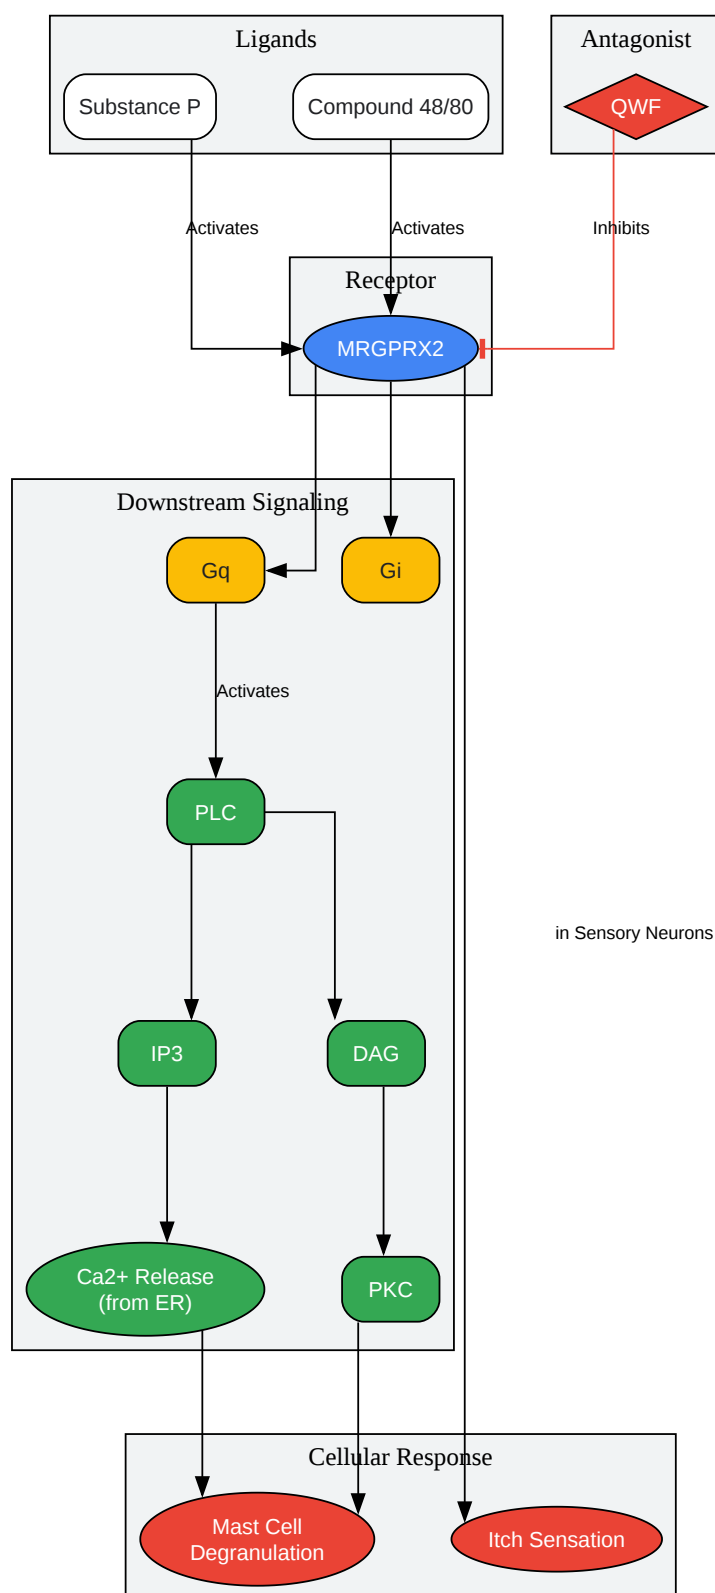 Ligands
Antagonist
Substance P
Compound 48/80
QWF
Activates
Activates
Inhibits
Receptor
MRGPRX2
Downstream Signaling
Gq
Gi
Activates
PLC
in Sensory Neurons
IP3
DAG
Ca2+ Release
(from ER)
PKC
Cellular Response
Mast Cell
Degranulation
Itch Sensation